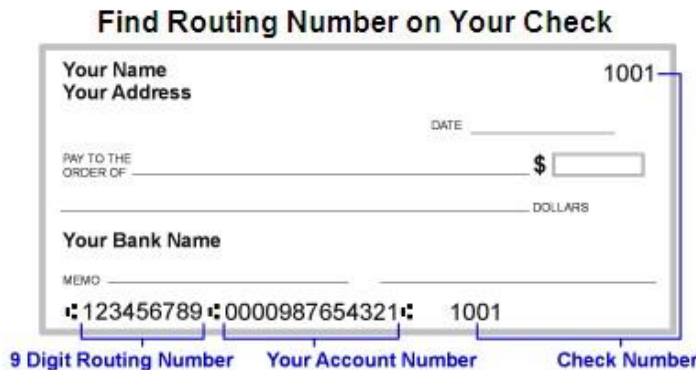 Find Routing Number on Your Check
Your Name 1001
Your Address
DATE
PAY TO THE
ORDER OF $
DOLLARS
Your Bank Name
MEMO
⑆123456789⑆0000987654321⑆ 1001
9 Digit Routing Number Your Account Number Check Number